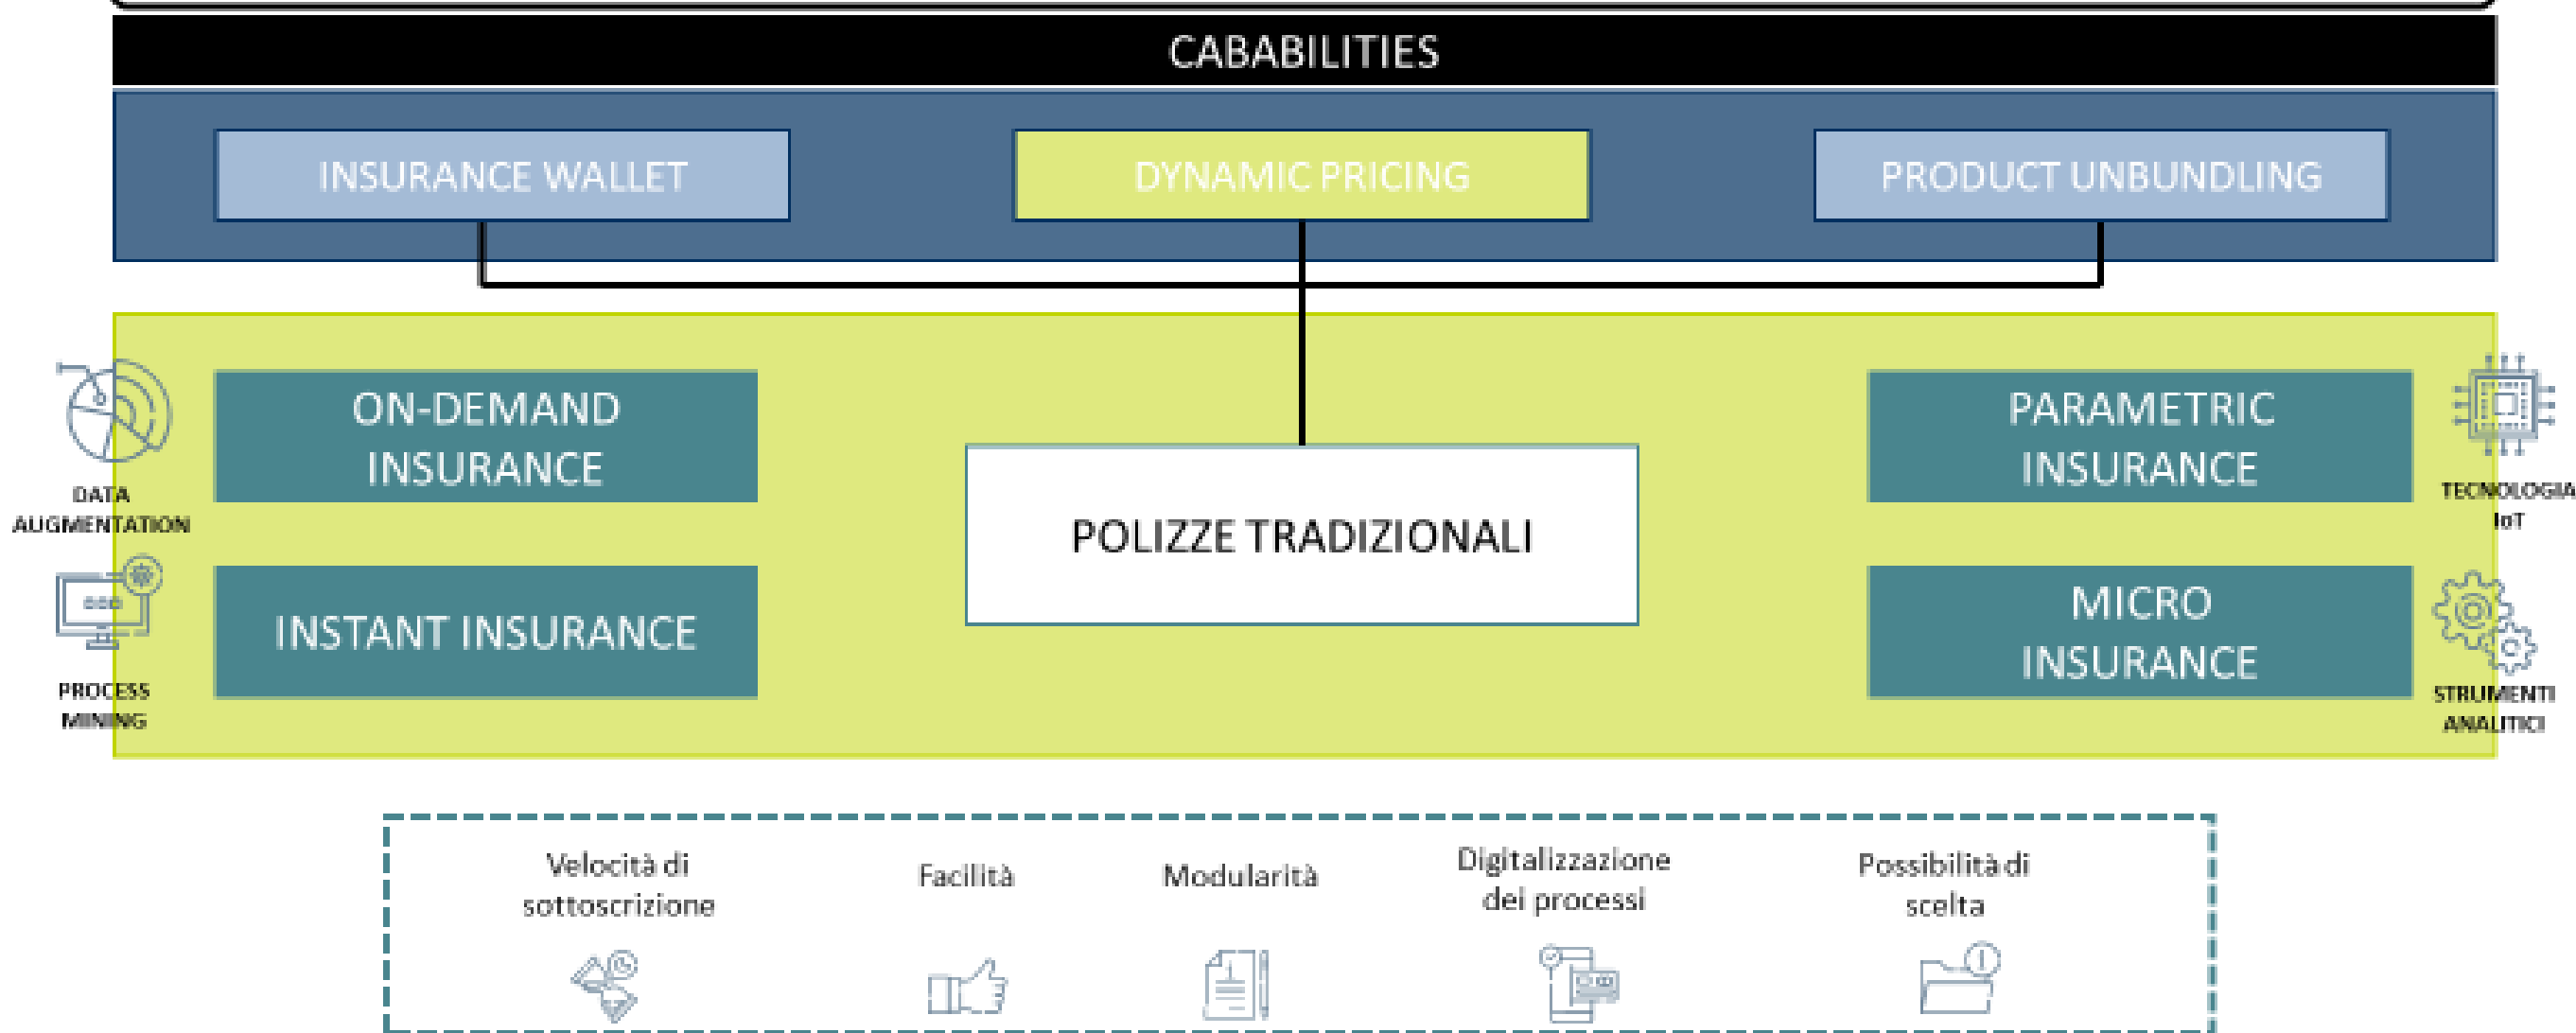 CABABILITIES
INSURANCE WALLET
DYNAMIC PRICING
PRODUCT UNBUNDLING
DATA
AUGMENTATION
ON-DEMAND
INSURANCE
PARAMETRIC
INSURANCE
TECNOLOGIA
IoT
POLIZZE TRADIZIONALI
PROCESS
MINING
INSTANT INSURANCE
MICRO
INSURANCE
STRUMENTI
ANALITICI
Velocità di
sottoscrizione
Facilità
Modularità
Digitalizzazione
dei processi
Possibilità di
scelta